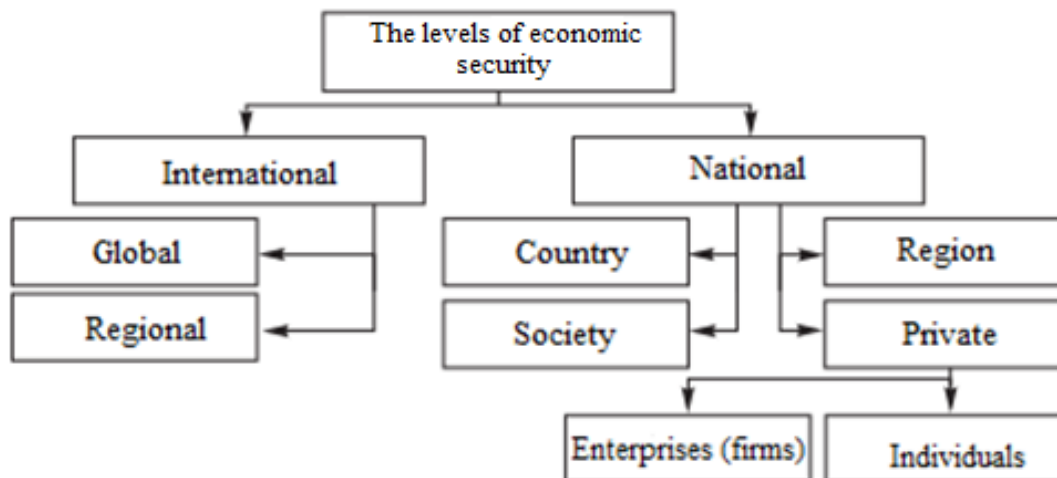 The levels of economic
security
International
National
Global
Country
Region
Regional
Society
Private
Enterprises (firms)
Individuals